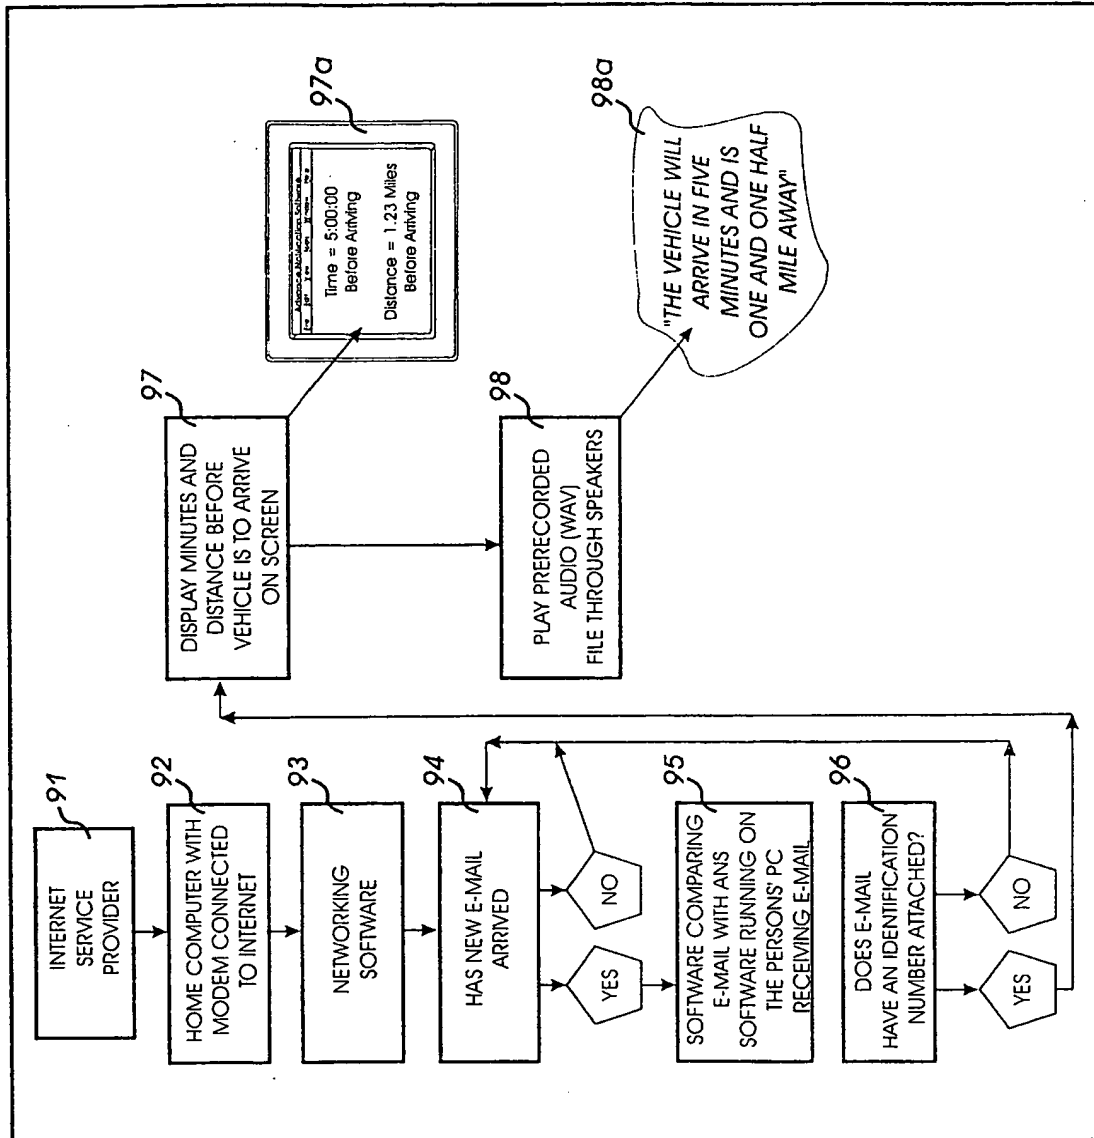 91
INTERNET
SERVICE
PROVIDER
92
HOME COMPUTER WITH
MODEM CONNECTED
TO INTERNET
93
NETWORKING
SOFTWARE
94
HAS NEW E-MAIL
ARRIVED
YES
NO
95
SOFTWARE COMPARING
E-MAIL WITH ANS
SOFTWARE RUNNING ON
THE PERSONS' PC
RECEIVING E-MAIL
96
DOES E-MAIL
HAVE AN IDENTIFICATION
NUMBER ATTACHED?
YES
NO
97
DISPLAY MINUTES AND
DISTANCE BEFORE
VEHICLE IS TO ARRIVE
ON SCREEN
97a
Advance Notification Software
Time = 5:00:00
Before Arriving
Distance = 1.23 Miles
Before Arriving
98
PLAY PRERECORDED
AUDIO (WAV)
FILE THROUGH SPEAKERS
98a
"THE VEHICLE WILL
ARRIVE IN FIVE
MINUTES AND IS
ONE AND ONE HALF
MILE AWAY"